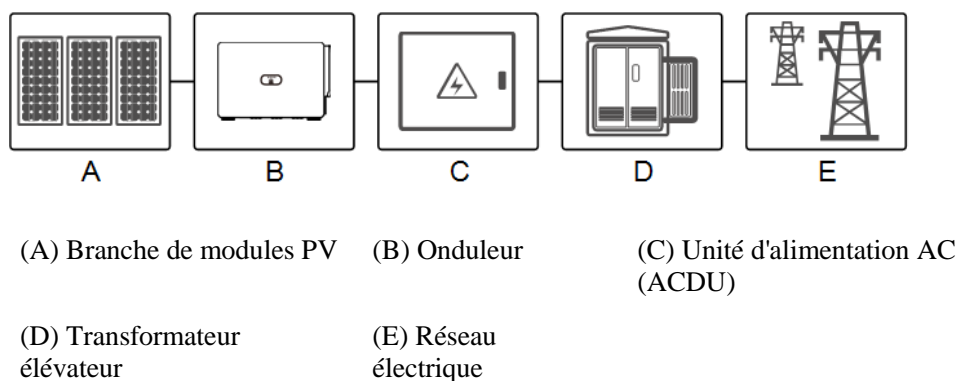 A B C D E
(A) Branche de modules PV (B) Onduleur (C) Unité d'alimentation AC
(ACDU)
(D) Transformateur (E) Réseau
élévateur électrique